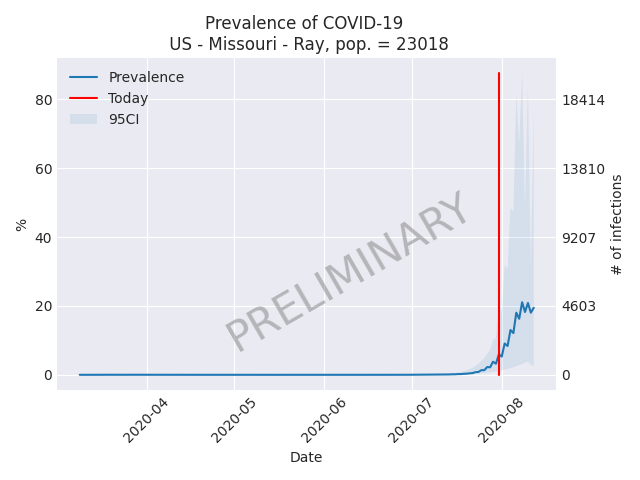 Prevalence of COVID-19
US - Missouri - Ray, pop. = 23018
Prevalence
Today
95CI
PRELIMINARY
%
80
60
40
20
0
18414
13810
9207
4603
0
# of infections
2020-04
2020-05
2020-06
2020-07
2020-08
Date